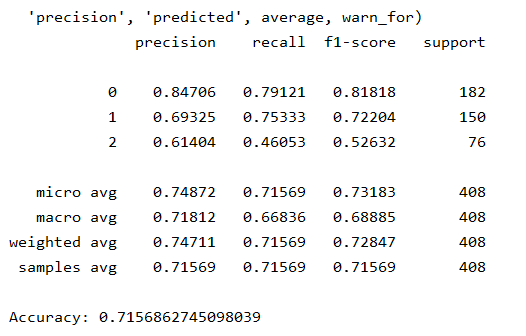 'precision', 'predicted', average, warn_for)
precision recall f1-score support
0 0.84706 0.79121 0.81818 182
1 0.69325 0.75333 0.72204 150
2 0.61404 0.46053 0.52632 76
micro avg 0.74872 0.71569 0.73183 408
macro avg 0.71812 0.66836 0.68885 408
weighted avg 0.74711 0.71569 0.72847 408
samples avg 0.71569 0.71569 0.71569 408
Accuracy: 0.7156862745098039